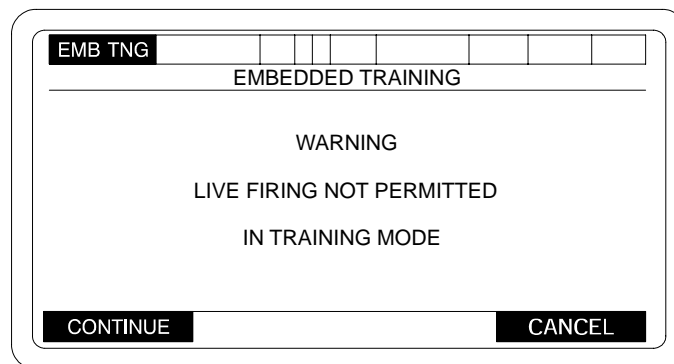 EMB TNG
EMBEDDED TRAINING
WARNING
LIVE FIRING NOT PERMITTED
IN TRAINING MODE
CONTINUE CANCEL